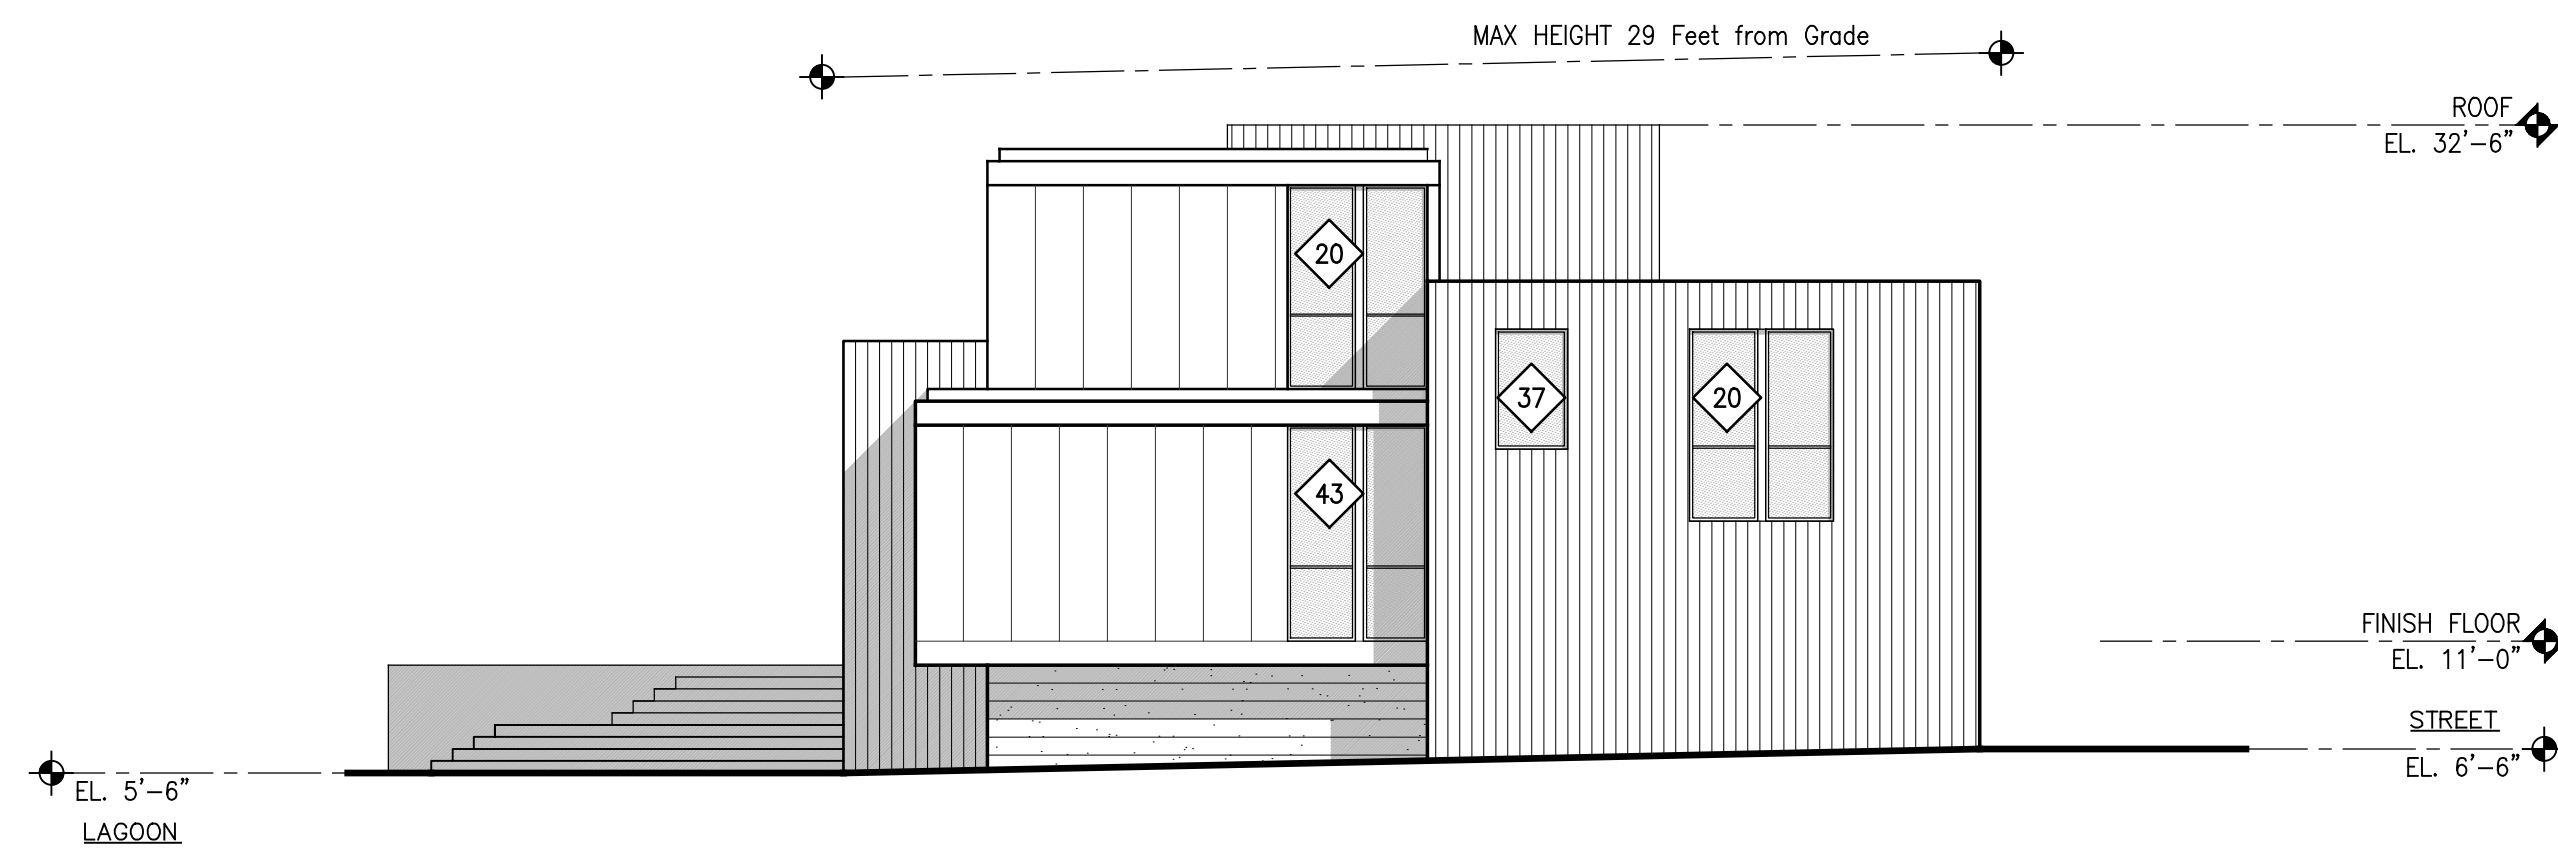 MAX HEIGHT 29 Feet from Grade
ROOF
EL. 32'-6"
20
37
20
43
FINISH FLOOR
EL. 11'-0"
STREET
EL. 6'-6"
EL. 5'-6"
LAGOON